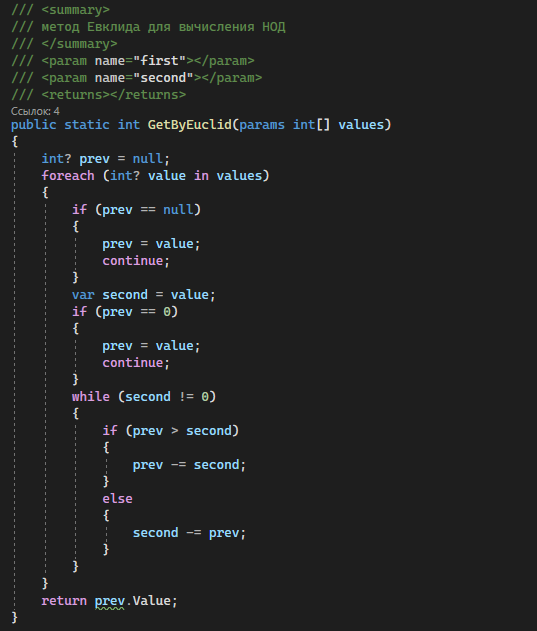 /// <summary>
/// метод Евклида для вычисления НОД
/// </summary>
/// <param name="first"></param>
/// <param name="second"></param>
/// <returns></returns>
Ссылок: 4
public static int GetByEuclid(params int[] values)
{
    int? prev = null;
    foreach (int? value in values)
    {
        if (prev == null)
        {
            prev = value;
            continue;
        }
        var second = value;
        if (prev == 0)
        {
            prev = value;
            continue;
        }
        while (second != 0)
        {
            if (prev > second)
            {
                prev -= second;
            }
            else
            {
                second -= prev;
            }
        }
    }
    return prev.Value;
}